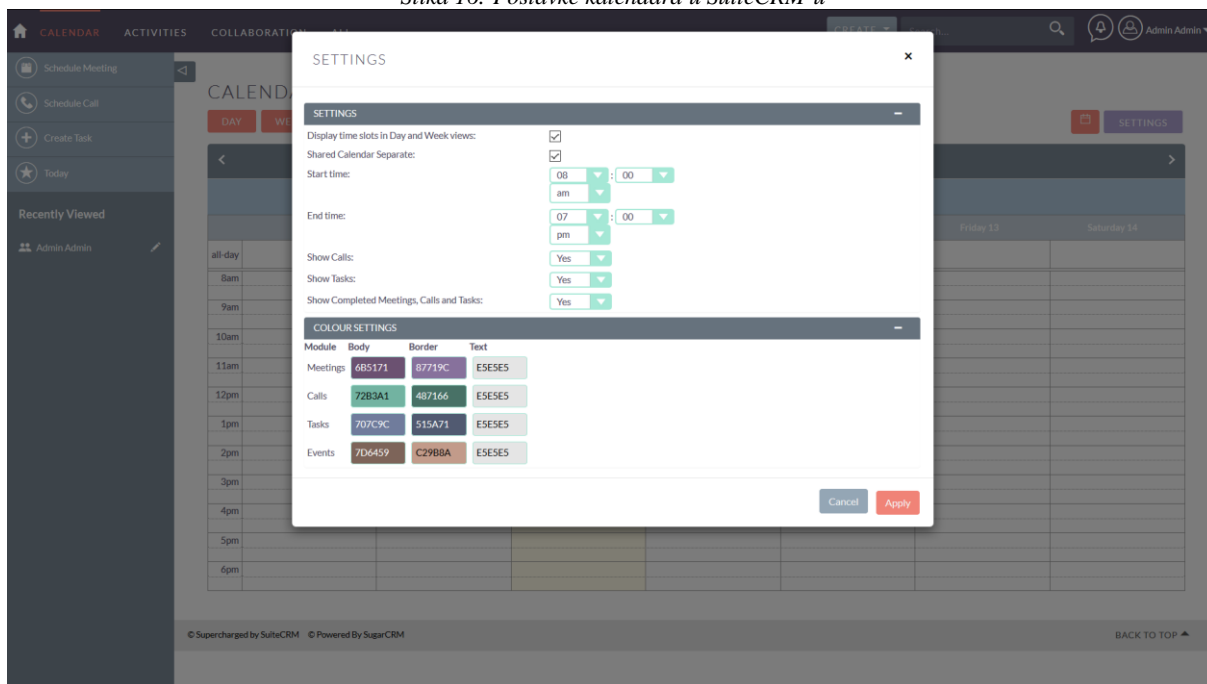 Slika 16. Postavke kalendara u SuiteCRM-u
CALENDAR ACTIVITIES COLLABORATION ALL CREATE Admin Admin
Schedule Meeting
Schedule Call
Create Task
Today
Recently Viewed
Admin Admin
CALENDA
DAY WE SETTINGS
Friday 13 Saturday 14
all-day
8am
9am
10am
11am
12pm
1pm
2pm
3pm
4pm
5pm
6pm
SETTINGS ×
SETTINGS
Display time slots in Day and Week views:
Shared Calendar Separate:
Start time: 08 : 00
am
End time: 07 : 00
pm
Show Calls: Yes
Show Tasks: Yes
Show Completed Meetings, Calls and Tasks: Yes
COLOUR SETTINGS
Module Body Border Text
Meetings 6B5171 87719C E5E5E5
Calls 72B3A1 487166 E5E5E5
Tasks 707C9C 515A71 E5E5E5
Events 7D6459 C29B8A E5E5E5
Cancel Apply
© Supercharged by SuiteCRM © Powered By SugarCRM BACK TO TOP